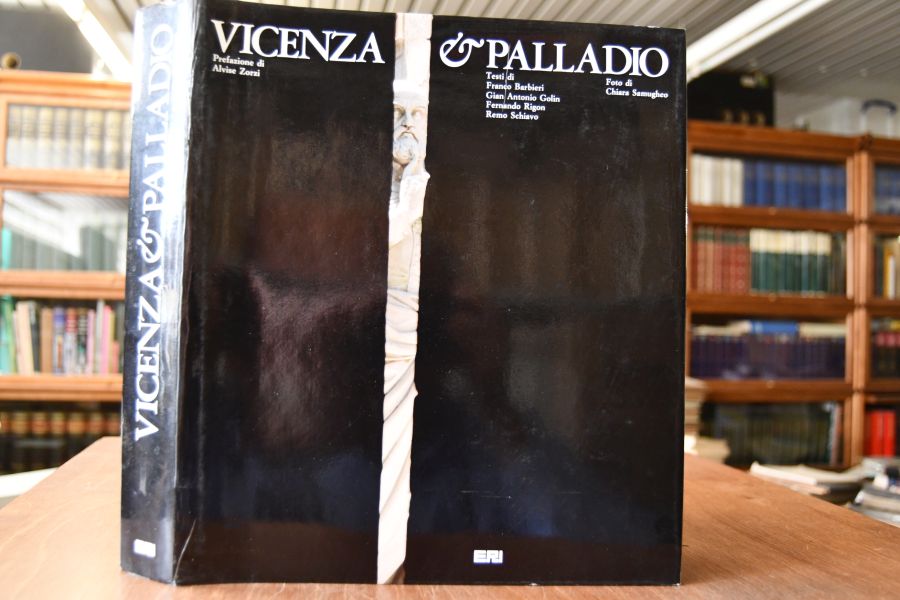 VICENZA & PALLADIO
Prefazione di
Alvise Zorzi
Testi di
Franco Barbieri
Gian Antonio Golin
Fernando Rigon
Remo Schiavo
Foto di
Chiara Samugheo
ERI
VICENZA & PALLADIO
ERI